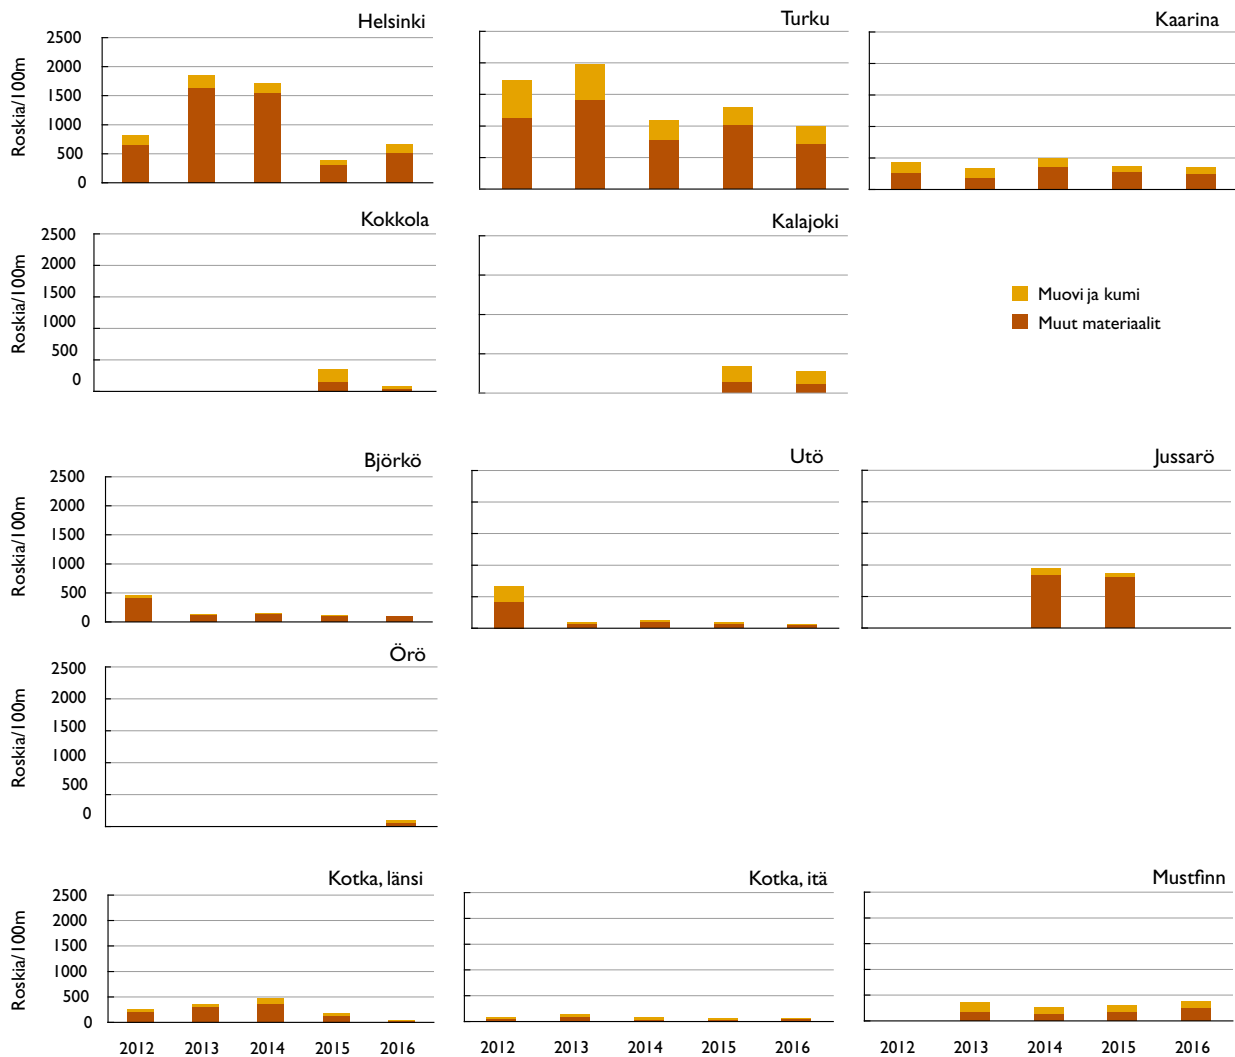 Helsinki
Turku
Kaarina
Roskia/100m
2500
2000
1500
1000
500
0
Kokkola
Kalajoki
Roskia/100m
2500
2000
1500
1000
500
0
Muovi ja kumi
Muut materiaalit
Björkö
Utö
Jussarö
Roskia/100m
2500
2000
1500
1000
500
0
Örö
Roskia/100m
2500
2000
1500
1000
500
0
Kotka, länsi
Kotka, itä
Mustfinn
Roskia/100m
2500
2000
1500
1000
500
0
2012 2013 2014 2015 2016
2012 2013 2014 2015 2016
2012 2013 2014 2015 2016